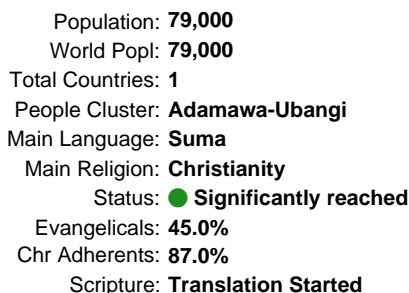 Population: 79,000
World Popl: 79,000
Total Countries: 1
People Cluster: Adamawa-Ubangi
Main Language: Suma
Main Religion: Christianity
Status: Significantly reached
Evangelicals: 45.0%
Chr Adherents: 87.0%
Scripture: Translation Started